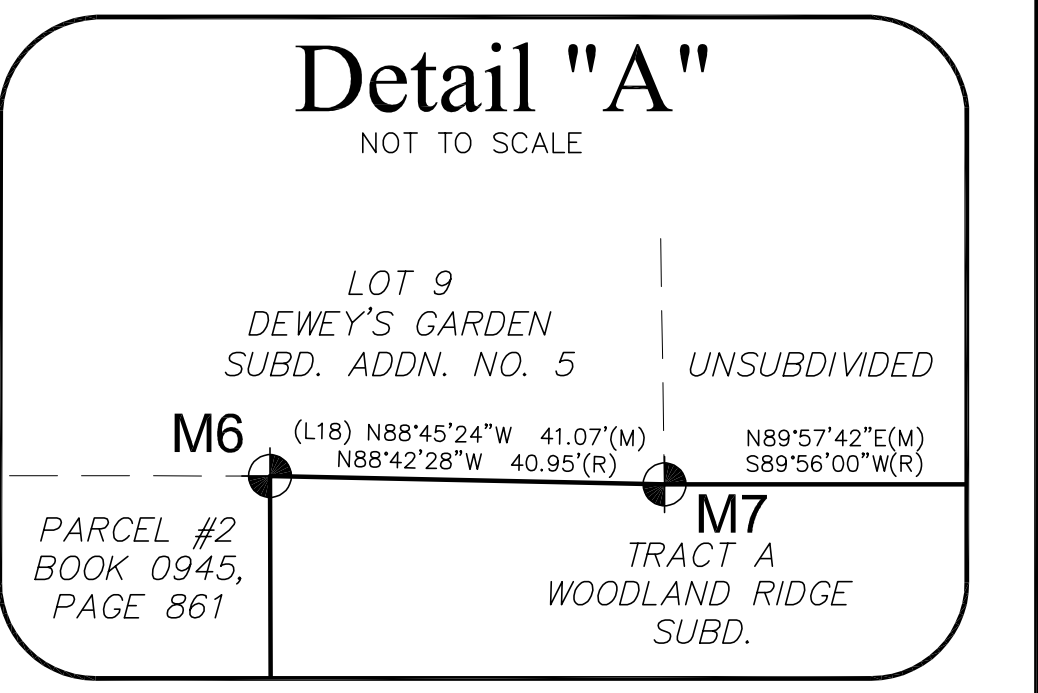 Detail "A"
NOT TO SCALE
LOT 9
DEWEY'S GARDEN
SUBD. ADDN. NO. 5
UNSUBDIVIDED
M6
(L18) N88°45'24"W 41.07'(M)
N88°42'28"W 40.95'(R)
N89°57'42"E(M)
S89°56'00"W(R)
M7
PARCEL #2
BOOK 0945,
PAGE 861
TRACT A
WOODLAND RIDGE
SUBD.